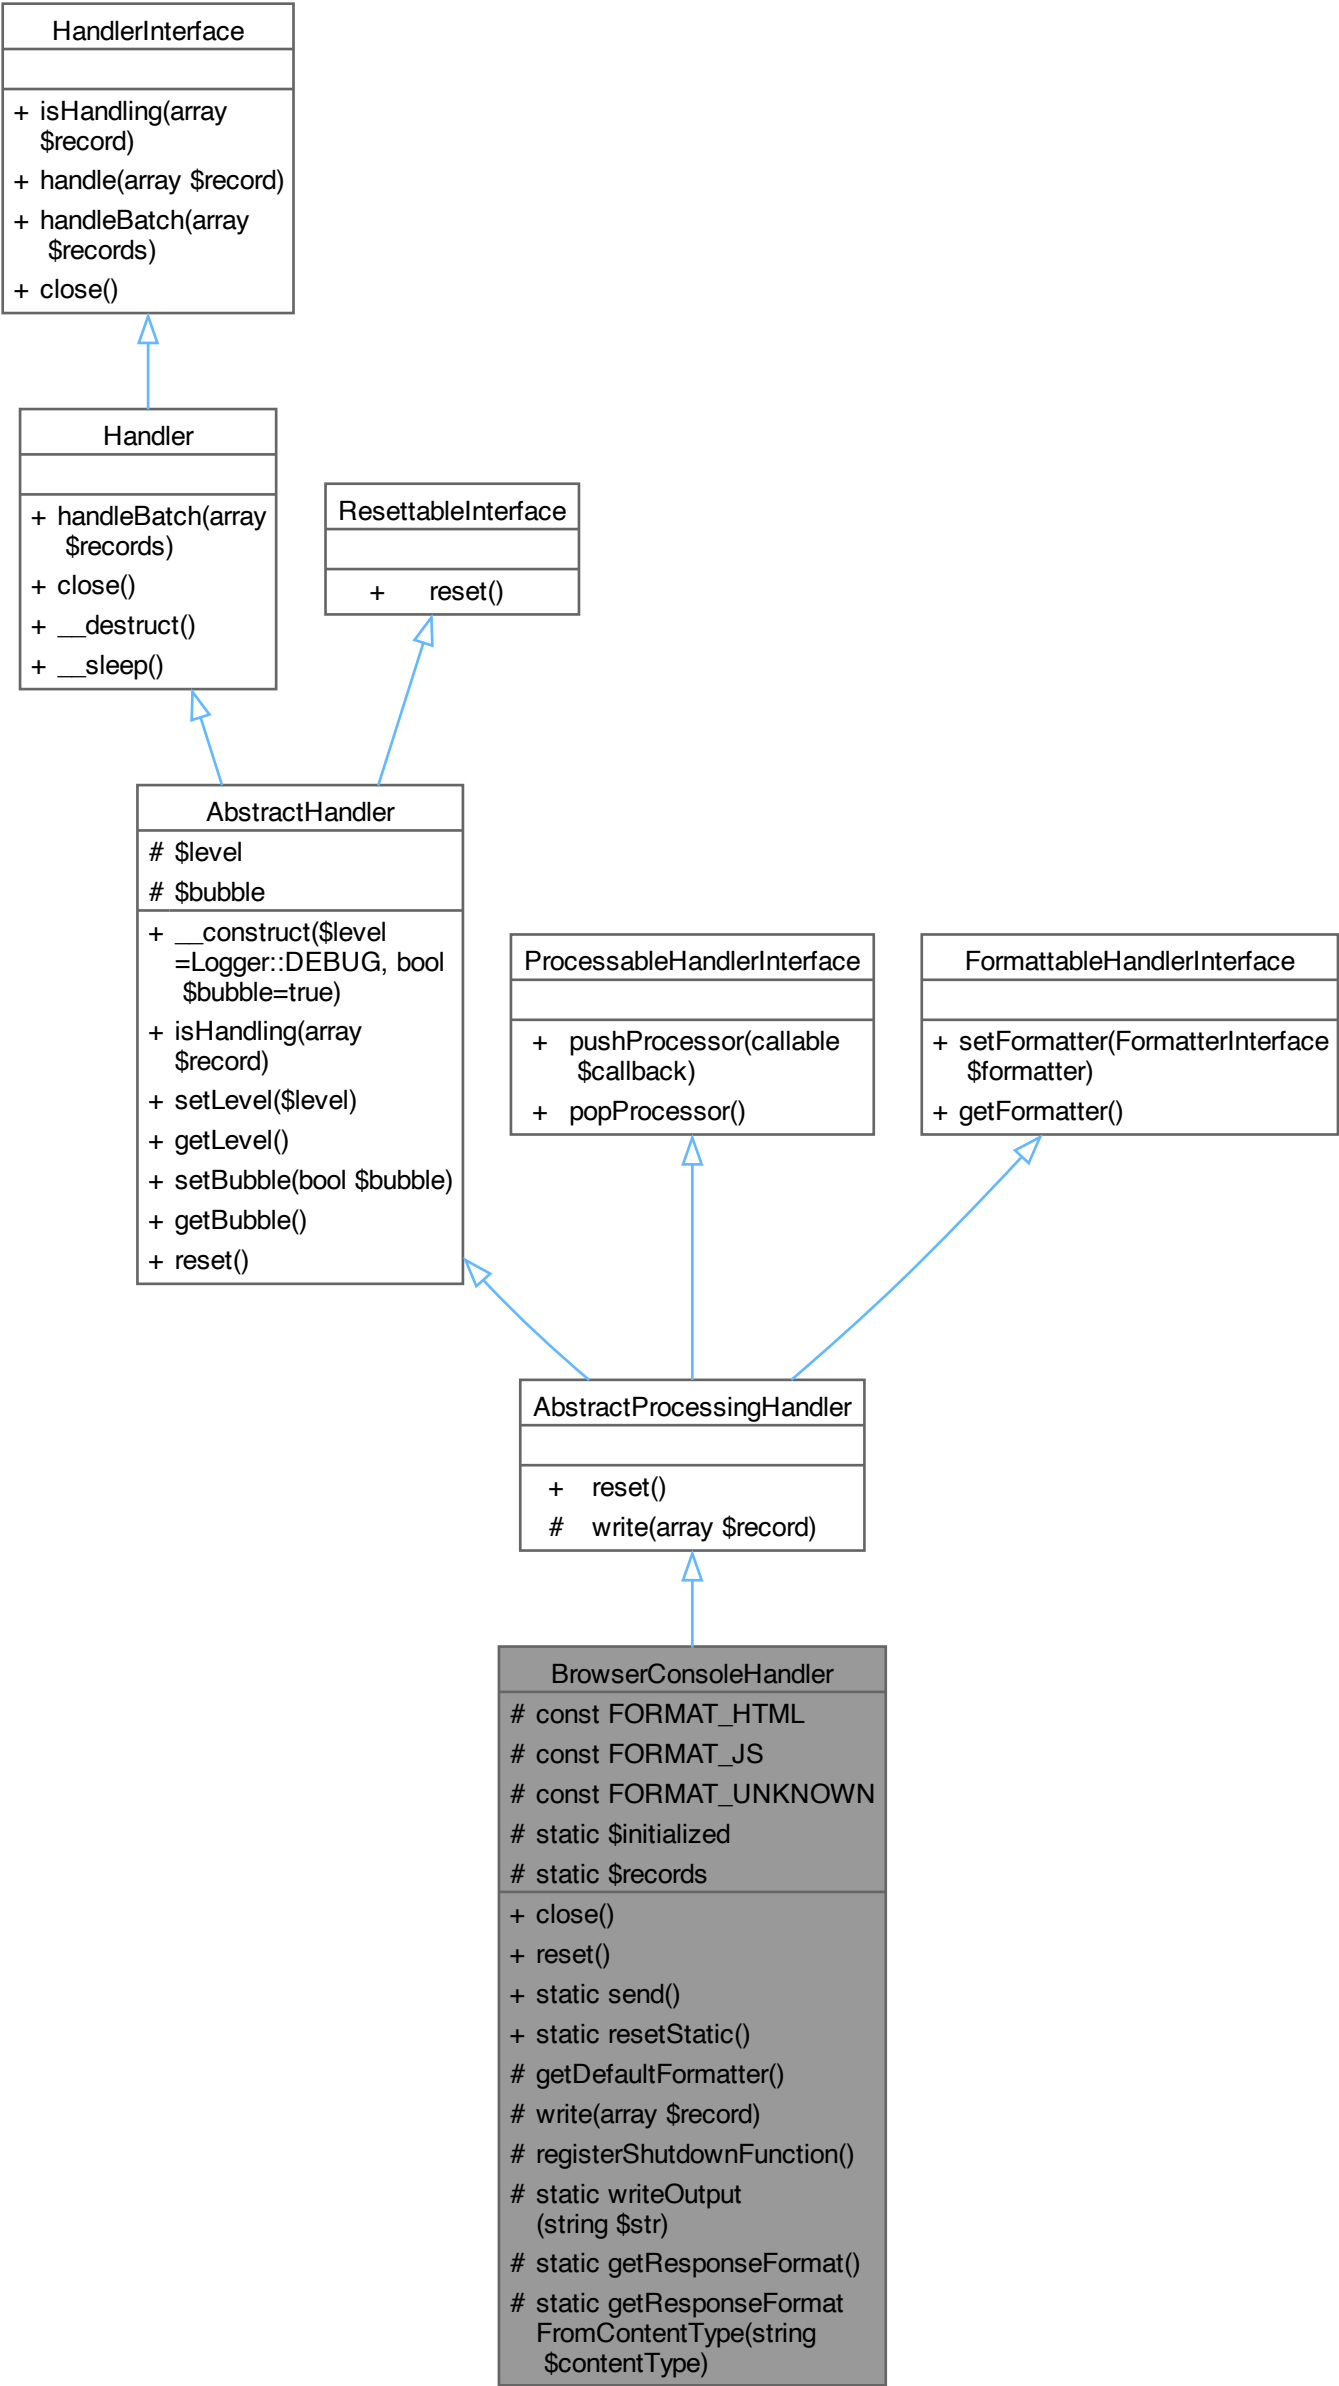 HandlerInterface
+ isHandling(array
$record)
+ handle(array $record)
+ handleBatch(array
$records)
+ close()
Handler
+ handleBatch(array
$records)
+ close()
+ __destruct()
+ __sleep()
ResettableInterface
+ reset()
AbstractHandler
# $level
# $bubble
+ __construct($level
=Logger::DEBUG, bool
$bubble=true)
+ isHandling(array
$record)
+ setLevel($level)
+ getLevel()
+ setBubble(bool $bubble)
+ getBubble()
+ reset()
ProcessableHandlerInterface
+ pushProcessor(callable
$callback)
+ popProcessor()
FormattableHandlerInterface
+ setFormatter(FormatterInterface
$formatter)
+ getFormatter()
AbstractProcessingHandler
+ reset()
# write(array $record)
BrowserConsoleHandler
# const FORMAT_HTML
# const FORMAT_JS
# const FORMAT_UNKNOWN
# static $initialized
# static $records
+ close()
+ reset()
+ static send()
+ static resetStatic()
# getDefaultFormatter()
# write(array $record)
# registerShutdownFunction()
# static writeOutput
(string $str)
# static getResponseFormat()
# static getResponseFormat
FromContentType(string
$contentType)